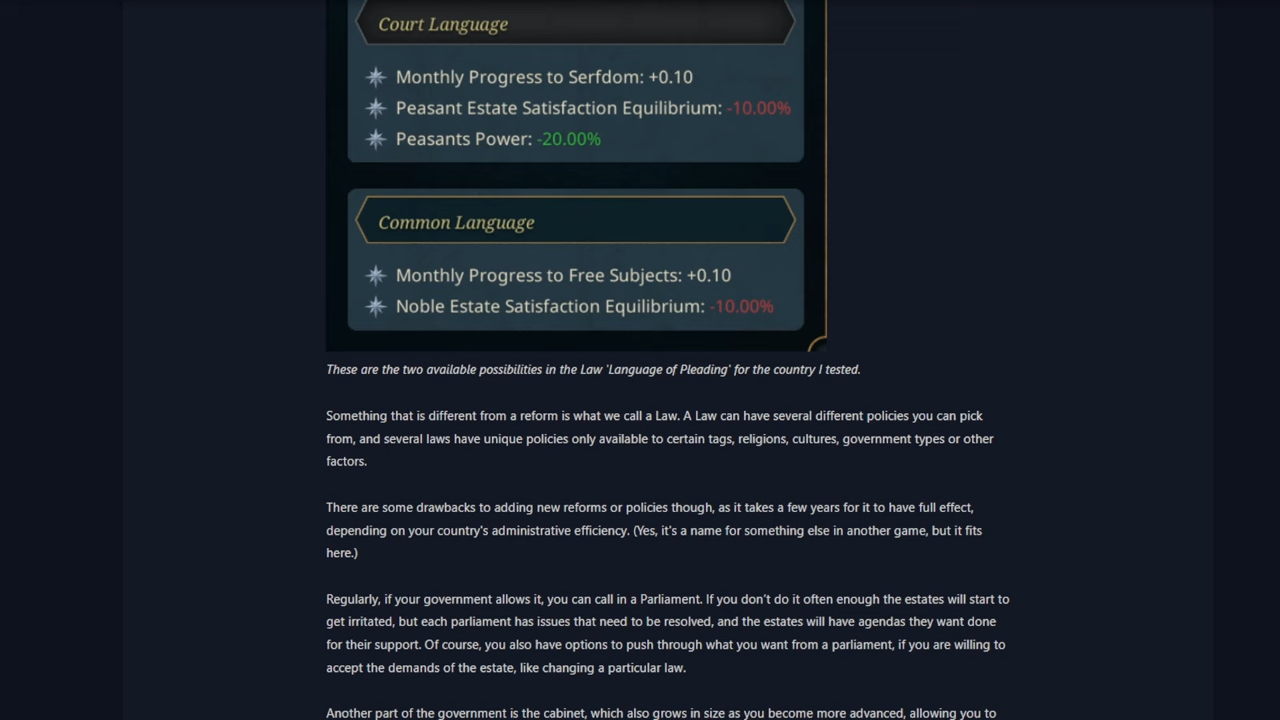 Court Language
Monthly Progress to Serfdom: +0.10
Peasant Estate Satisfaction Equilibrium: -10.00%
Peasants Power: -20.00%
Common Language
Monthly Progress to Free Subjects: +0.10
Noble Estate Satisfaction Equilibrium: -10.00%
These are the two available possibilities in the Law 'Language of Pleading' for the country I tested.
Something that is different from a reform is what we call a Law. A Law can have several different policies you can pick
from, and several laws have unique policies only available to certain tags, religions, cultures, government types or other
factors.
There are some drawbacks to adding new reforms or policies though, as it takes a few years for it to have full effect,
depending on your country's administrative efficiency. (Yes, it's a name for something else in another game, but it fits
here.)
Regularly, if your government allows it, you can call in a Parliament. If you don’t do it often enough the estates will start to
get irritated, but each parliament has issues that need to be resolved, and the estates will have agendas they want done
for their support. Of course, you also have options to push through what you want from a parliament, if you are willing to
accept the demands of the estate, like changing a particular law.
Another part of the government is the cabinet, which also grows in size as you become more advanced, allowing you to